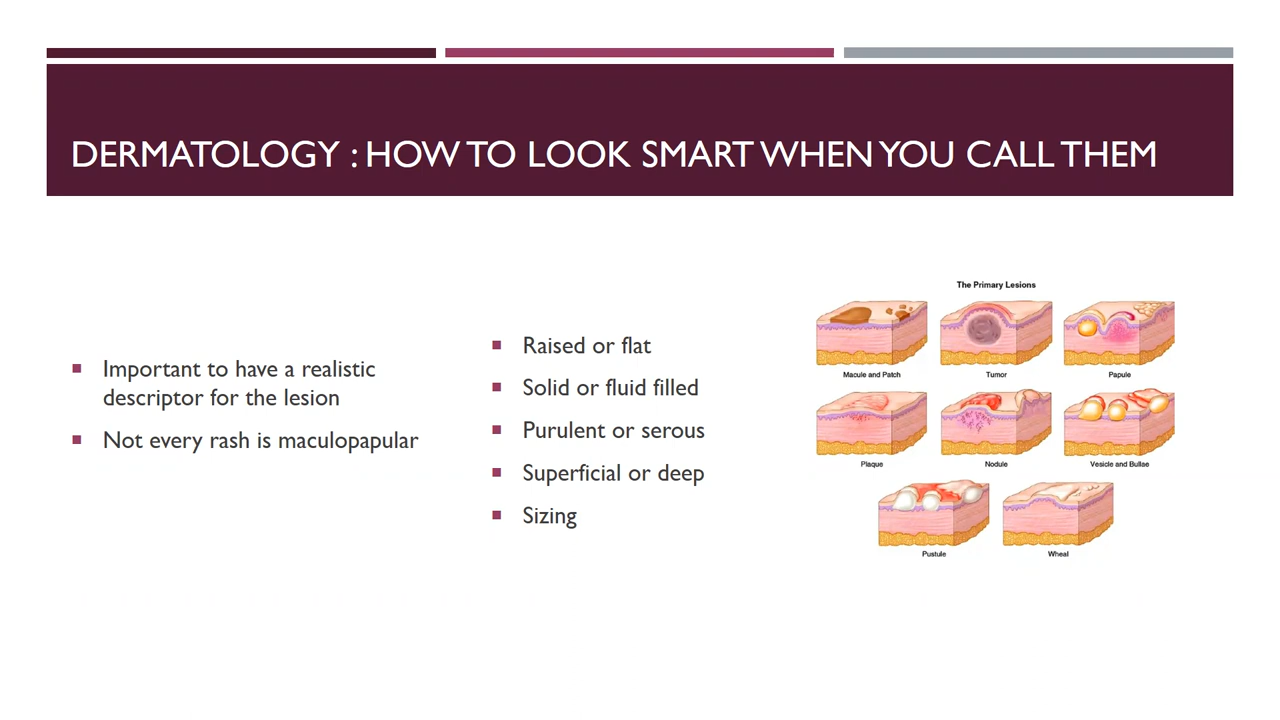 DERMATOLOGY : HOW TO LOOK SMART WHEN YOU CALL THEM
Important to have a realistic
descriptor for the lesion
Not every rash is maculopapular
Raised or flat
Solid or fluid filled
Purulent or serous
Superficial or deep
Sizing
The Primary Lesions
Macule and Patch
Tumor
Papule
Plaque
Nodule
Vesicle and Bullae
Pustule
Wheal